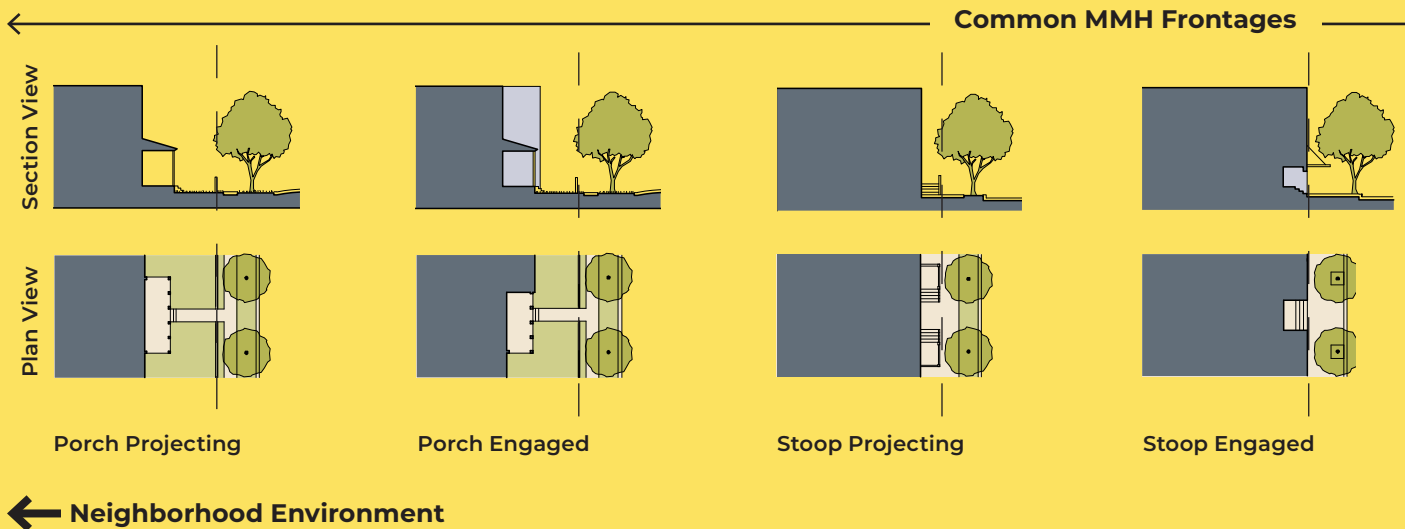 Common MMH Frontages
Section View
Plan View
Porch Projecting
Porch Engaged
Stoop Projecting
Stoop Engaged
Neighborhood Environment